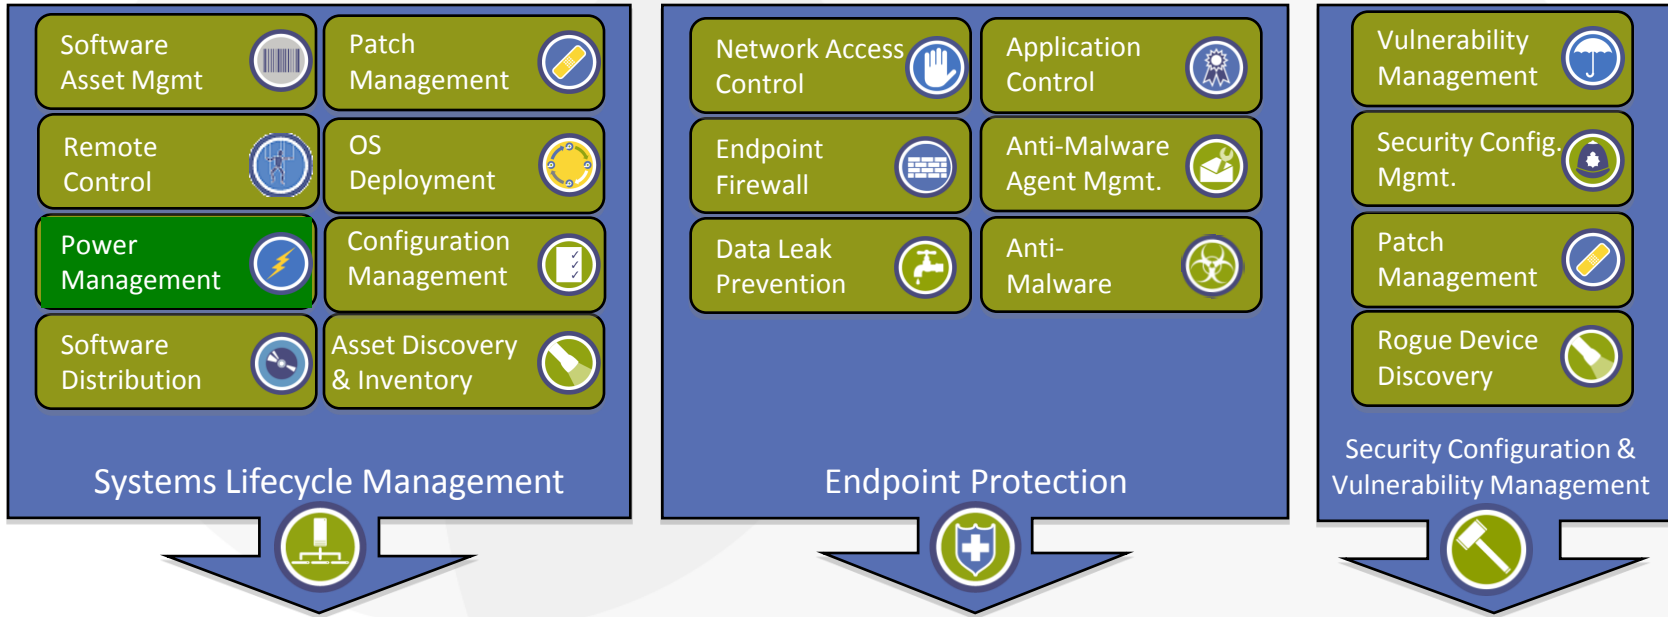 Software
Asset Mgmt
Patch
Management
Remote
Control
OS
Deployment
Power
Management
Configuration
Management
Software
Distribution
Asset Discovery
& Inventory
Systems Lifecycle Management
Network Access
Control
Application
Control
Endpoint
Firewall
Anti-Malware
Agent Mgmt.
Data Leak
Prevention
Anti-
Malware
Endpoint Protection
Vulnerability
Management
Security Config.
Mgmt.
Patch
Management
Rogue Device
Discovery
Security Configuration &
Vulnerability Management